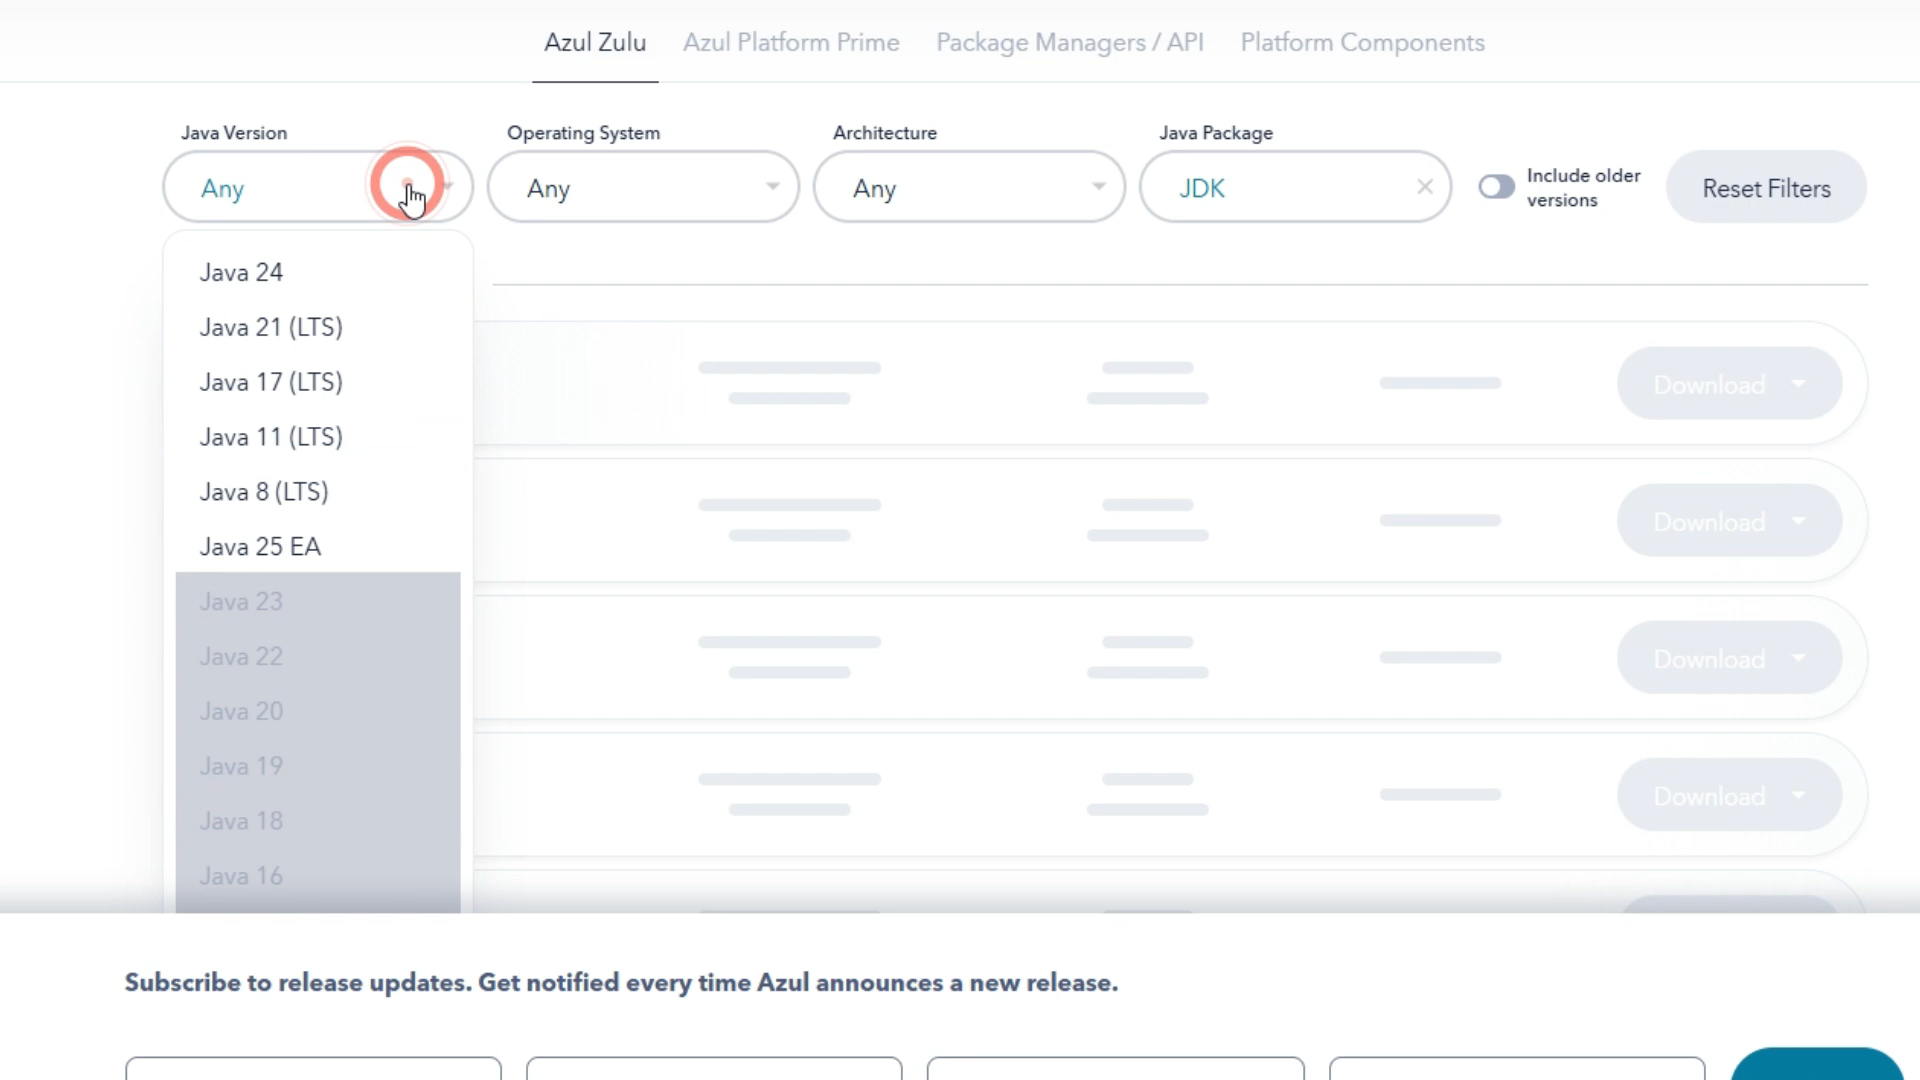 Azul Zulu
Azul Platform Prime
Package Managers / API
Platform Components
Java Version
Operating System
Architecture
Java Package
Any
Any
Any
JDK
Include older
versions
Reset Filters
Java 24
Java 21 (LTS)
Java 17 (LTS)
Java 11 (LTS)
Java 8 (LTS)
Java 25 EA
Java 23
Java 22
Java 20
Java 19
Java 18
Java 16
Download
Download
Download
Download
Subscribe to release updates. Get notified every time Azul announces a new release.